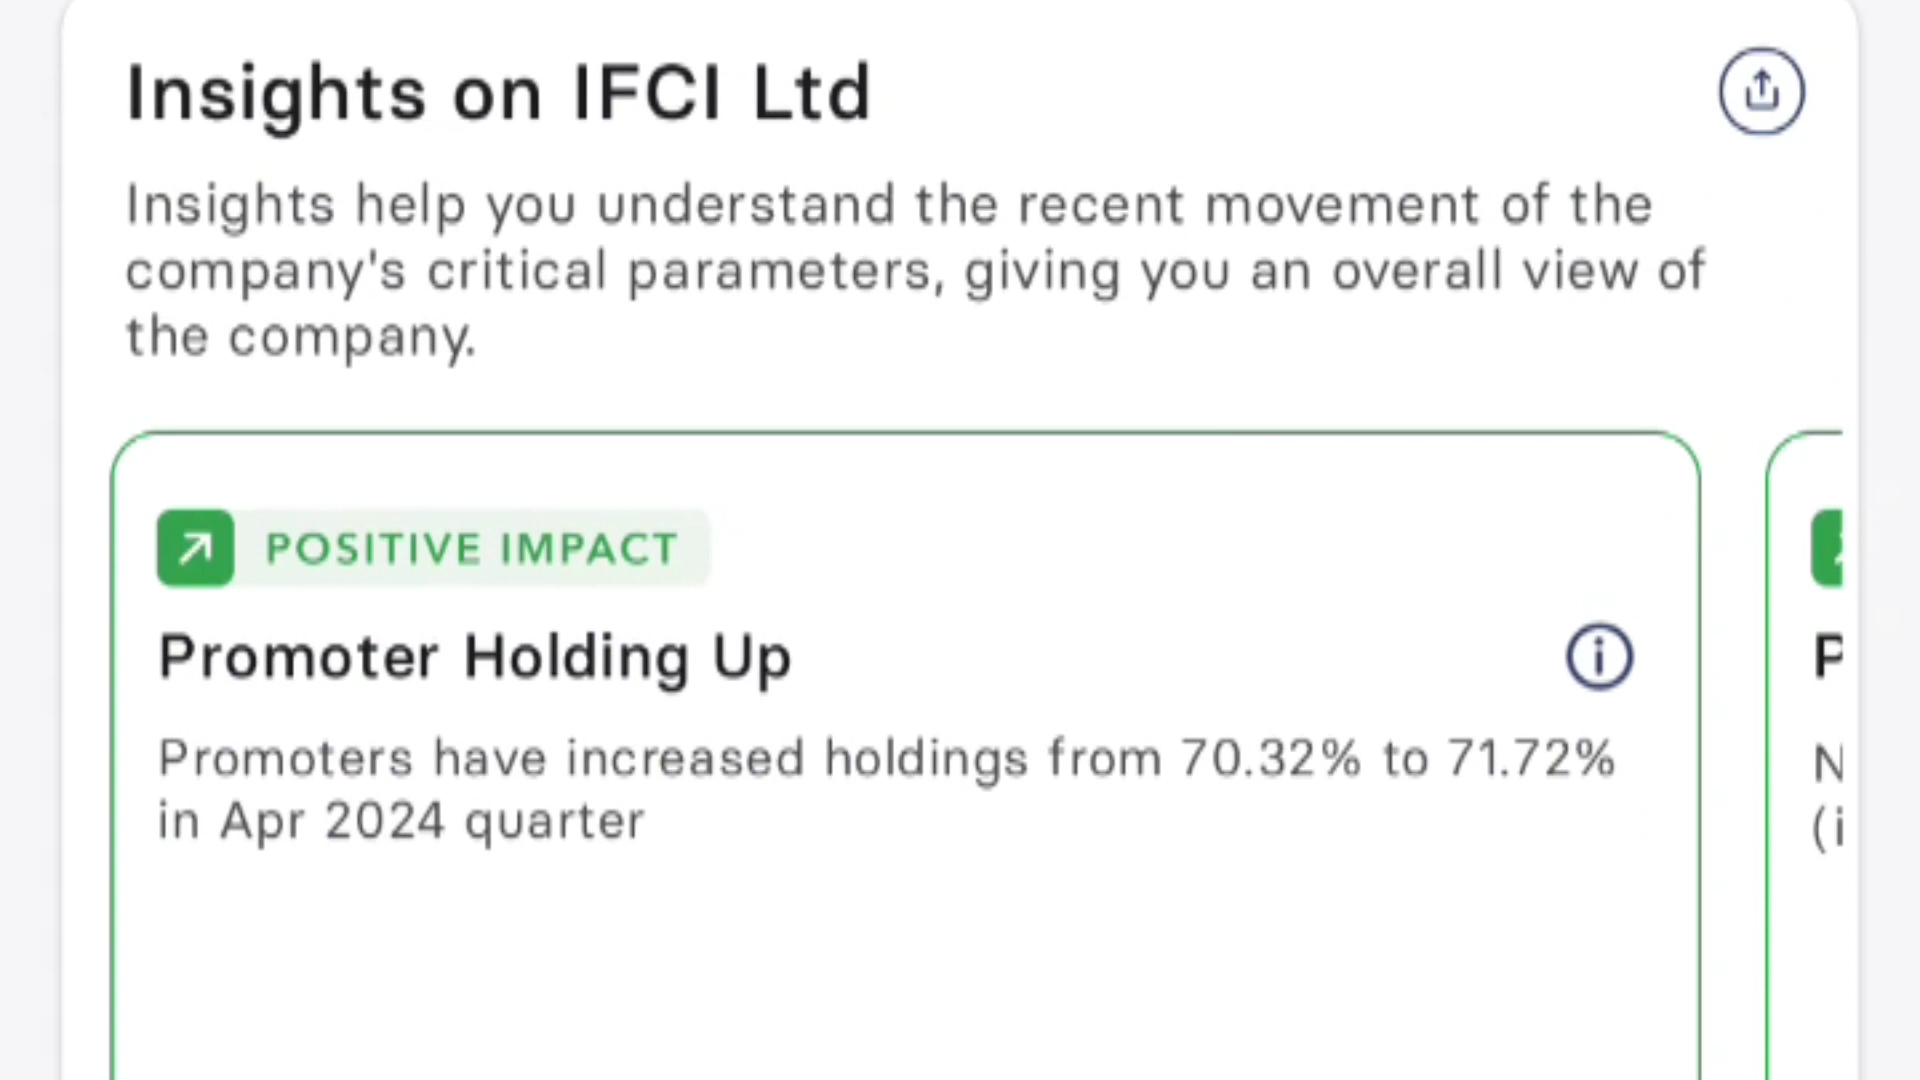 Insights on IFCI Ltd
Insights help you understand the recent movement of the
company's critical parameters, giving you an overall view of
the company.
POSITIVE IMPACT
Promoter Holding Up
Promoters have increased holdings from 70.32% to 71.72%
in Apr 2024 quarter
P
N
(i